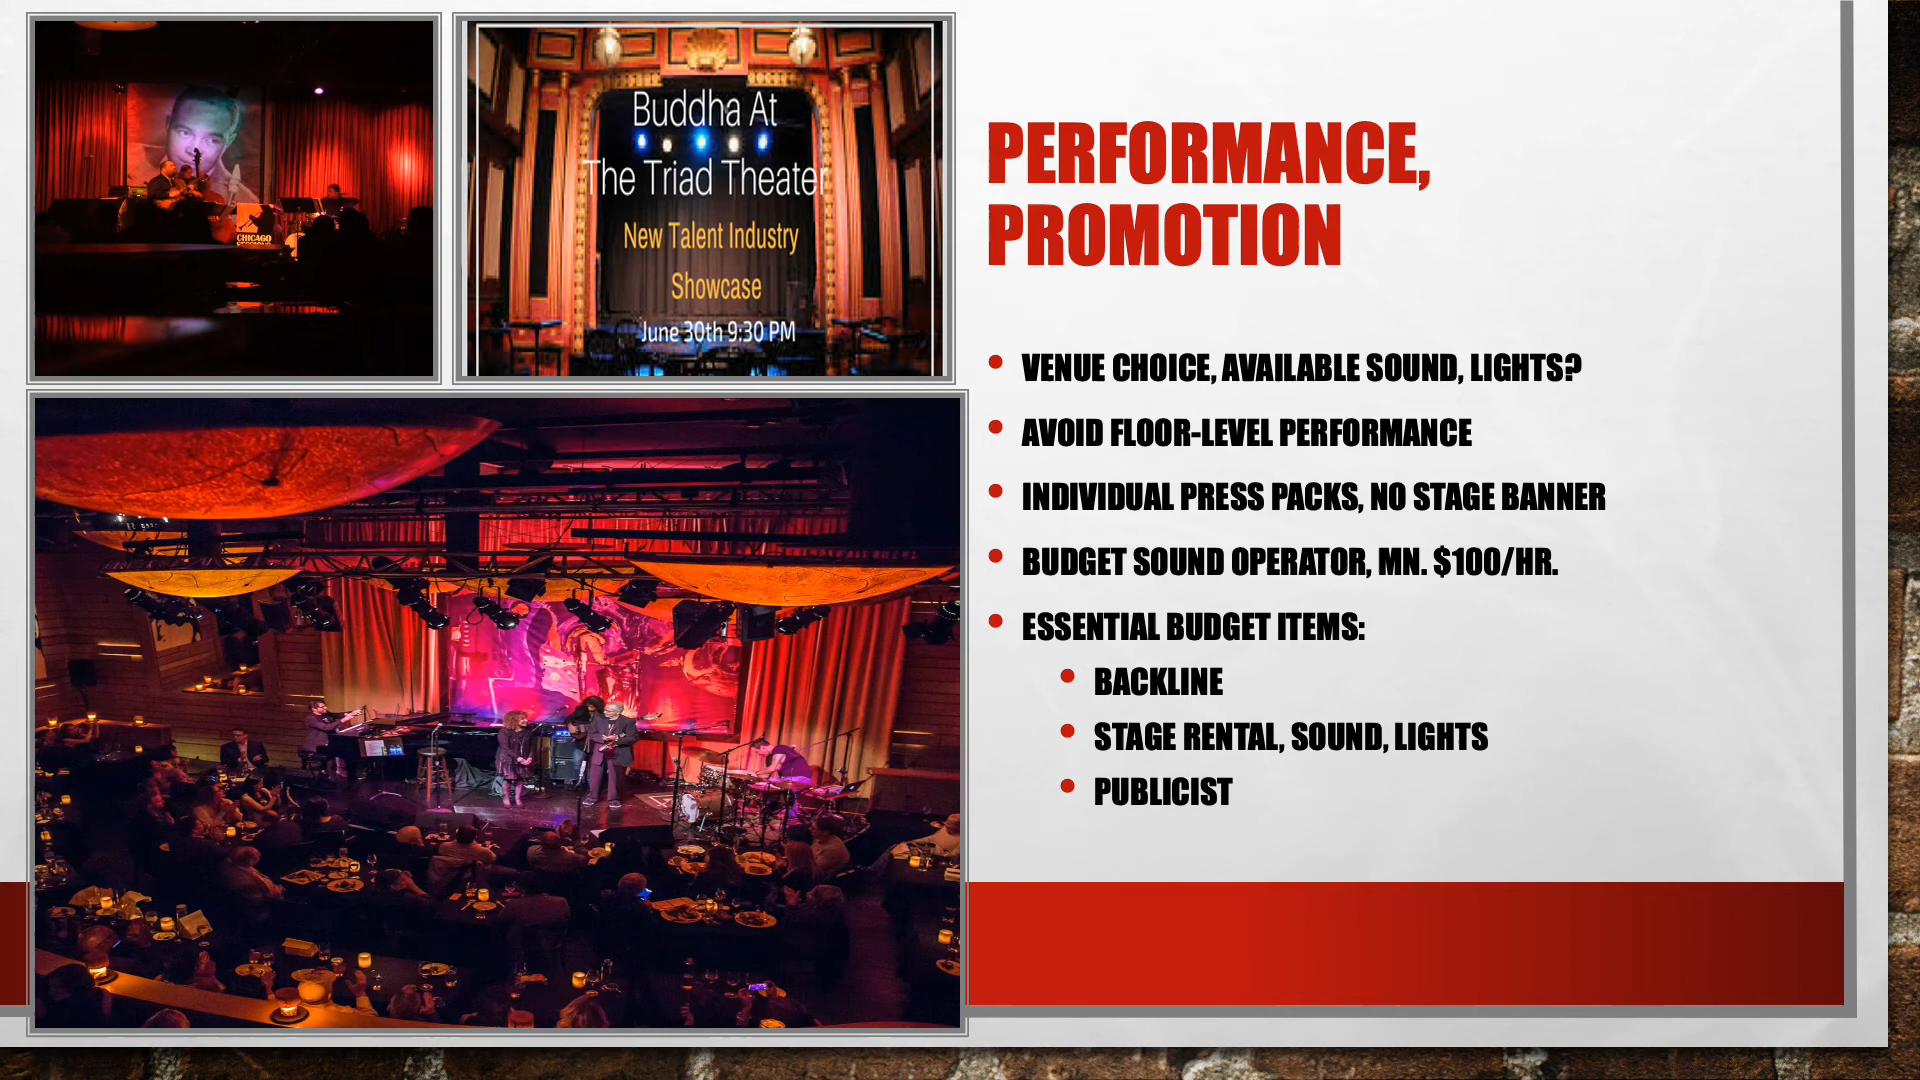 CHICAGO
SESSIONS
Buddha At
The Triad Theater
New Talent Industry
Showcase
June 30th 9:30 PM
PERFORMANCE,
PROMOTION
• VENUE CHOICE, AVAILABLE SOUND, LIGHTS?
• AVOID FLOOR-LEVEL PERFORMANCE
• INDIVIDUAL PRESS PACKS, NO STAGE BANNER
• BUDGET SOUND OPERATOR, MN. $100/HR.
• ESSENTIAL BUDGET ITEMS:
• BACKLINE
• STAGE RENTAL, SOUND, LIGHTS
• PUBLICIST